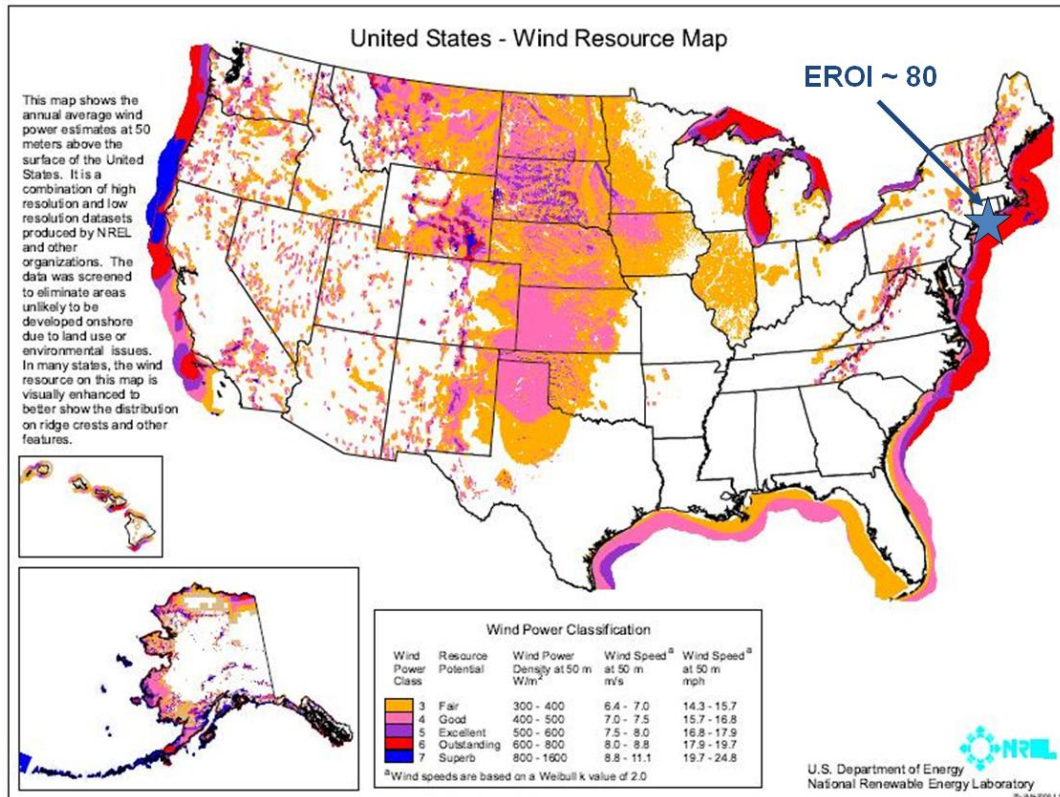 United States - Wind Resource Map
EROI ~ 80
This map shows the
annual average wind
power estimates at 50
meters above the
surface of the United
States. It is a
combination of high
resolution and low
resolution datasets
produced by NREL
and other
organizations. The
data was screened
to eliminate areas
unlikely to be
developed onshore
due to land use or
environmental issues.
In many states, the wind
resource on this map is
visually enhanced to
better show the distribution
on ridge crests and other
features.
Wind Power Classification
Wind Resource Wind Power Wind Speed a Wind Speed a
Power Potential Density at 50 m at 50 m at 50 m
Class W/m2 m/s mph
3 Fair 300 - 400 6.4 - 7.0 14.3 - 15.7
4 Good 400 - 500 7.0 - 7.5 15.7 - 16.8
5 Excellent 500 - 600 7.5 - 8.0 16.8 - 17.9
6 Outstanding 600 - 800 8.0 - 8.8 17.9 - 19.7
7 Superb 800 - 1600 8.8 - 11.1 19.7 - 24.8
a Wind speeds are based on a Weibull k value of 2.0
NREL
U.S. Department of Energy
National Renewable Energy Laboratory